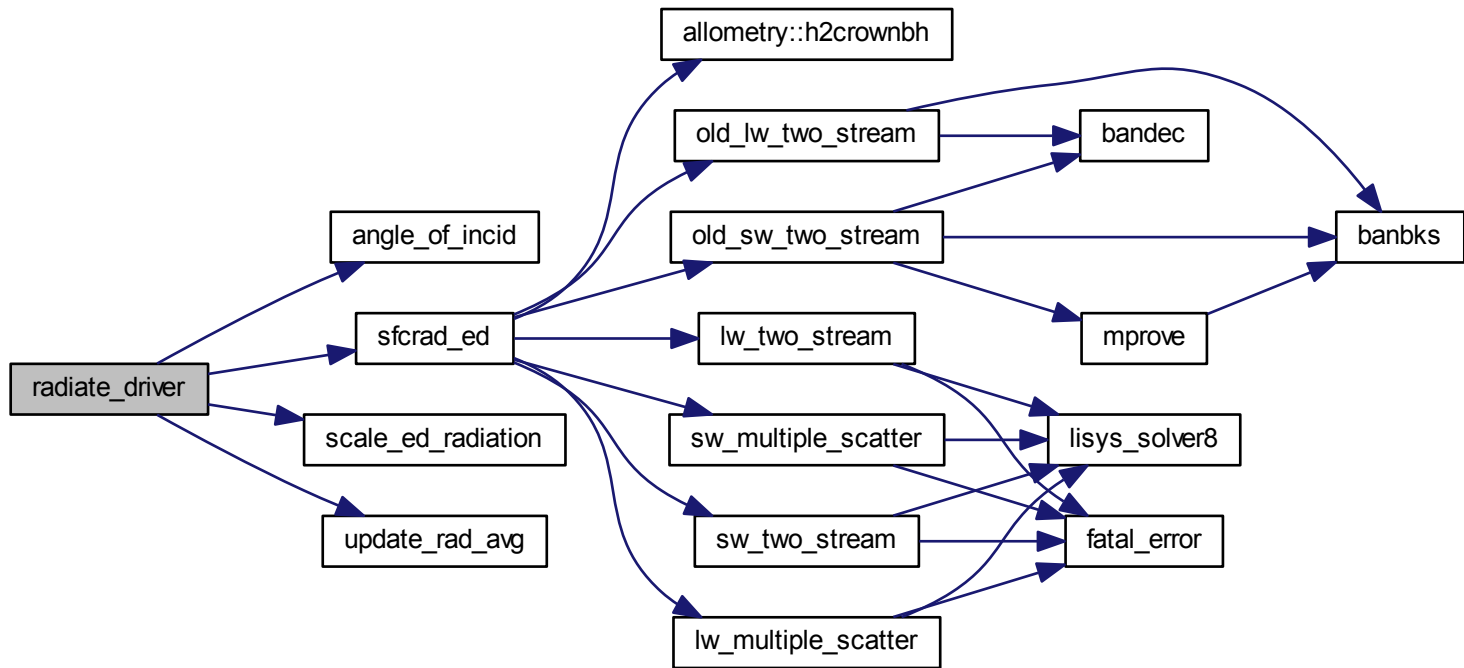 radiate_driver
angle_of_incid
sfcrad_ed
scale_ed_radiation
update_rad_avg
allometry::h2crownbh
old_lw_two_stream
old_sw_two_stream
lw_two_stream
sw_multiple_scatter
sw_two_stream
lw_multiple_scatter
bandec
mprove
lisys_solver8
fatal_error
banbks